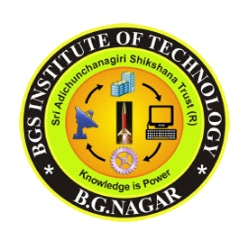 BGS INSTITUTE OF TECHNOLOGY
Sri Adichunchanagiri Shikshana Trust (R)
Knowledge is Power
* B.G.NAGAR *